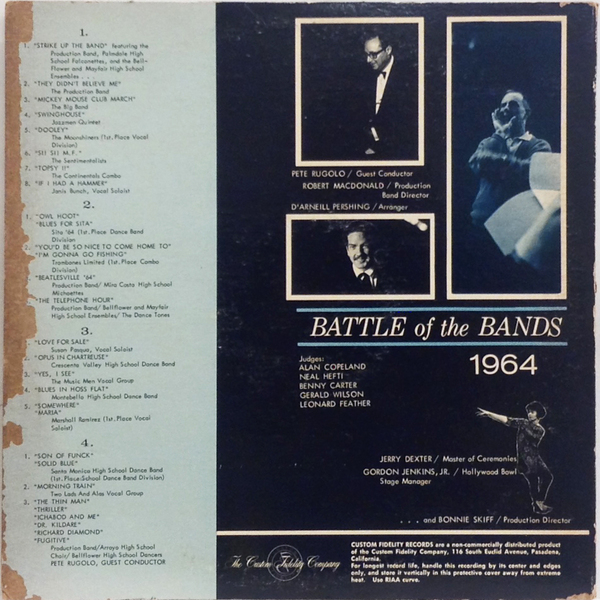 1.
1. "STRIKE UP THE BAND" featuring the
Production Band, Palmdale High
School Falconettes, and the Bell-
Flower and Mayfair High School
Ensembles . . .
2. "THEY DIDN'T BELIEVE ME"
The Production Band
3. "MICKEY MOUSE CLUB MARCH"
The Big Band
4. "SWINGHOUSE"
Jazzmen Quintet
5. "DOOLEY"
The Moonshiners (1st. Place Vocal
Division)
6. "SI! SI! M.F."
The Sentimentalists
7. "TOPSY II"
The Continentals Combo
8. "IF I HAD A HAMMER"
Janis Bunch, Vocal Soloist
2.
1. "OWL HOOT"
"BLUES FOR SITA"
Sita '64 (1st. Place Dance Band
Division
2. "YOU'D BE SO NICE TO COME HOME TO"
"I'M GONNA GO FISHING"
Trombones Limited (1st. Place Combo
Division)
"BEATLESVILLE '64"
Production Band/ Mira Costa High School
Michoettes
"THE TELEPHONE HOUR"
Production Band/ Bellflower and Mayfair
High School Ensembles/ The Dance Tones
3.
"LOVE FOR SALE"
Susan Pasqua, Vocal Soloist
2. "OPUS IN CHARTREUSE"
Crescenta Valley High School Dance Band
3. "YES, I SEE"
The Music Men Vocal Group
4. "BLUES IN HOSS FLAT"
Montebello High School Dance Band
5. "SOMEWHERE"
"MARIA"
Marshall Ramirez (1st. Place Vocal
Soloist)
4.
1. "SON OF FUNCK"
"SOLID BLUE"
Santa Monica High School Dance Band
(1st. Place:School Dance Band Division)
2. "MORNING TRAIN"
Two Lads And Alas Vocal Group
3. "THE THIN MAN"
"THRILLER"
"ICHABOD AND ME"
"DR. KILDARE"
"RICHARD DIAMOND"
"FUGITIVE"
Production Band/Arroyo High School
Choir/ Bellflower High School Dancers
PETE RUGOLO, GUEST CONDUCTOR
PETE RUGOLO / Guest Conductor
ROBERT MACDONALD / Production
Band Director
D'ARNEILL PERSHING / Arranger
BATTLE of the BANDS
1964
Judges:
ALAN COPELAND
NEAL HEFTI
BENNY CARTER
GERALD WILSON
LEONARD FEATHER
JERRY DEXTER / Master of Ceremonies
GORDON JENKINS, JR. / Hollywood Bowl
Stage Manager
. . . and BONNIE SKIFF / Production Director
The Custom Fidelity Company
CUSTOM FIDELITY RECORDS are a non-commercially distributed product
of the Custom Fidelity Company, 116 South Euclid Avenue, Pasadena,
California.
For longest record life, handle this recording by its center and edges
only, and store it vertically in this protective cover away from extreme
heat. Use RIAA curve.